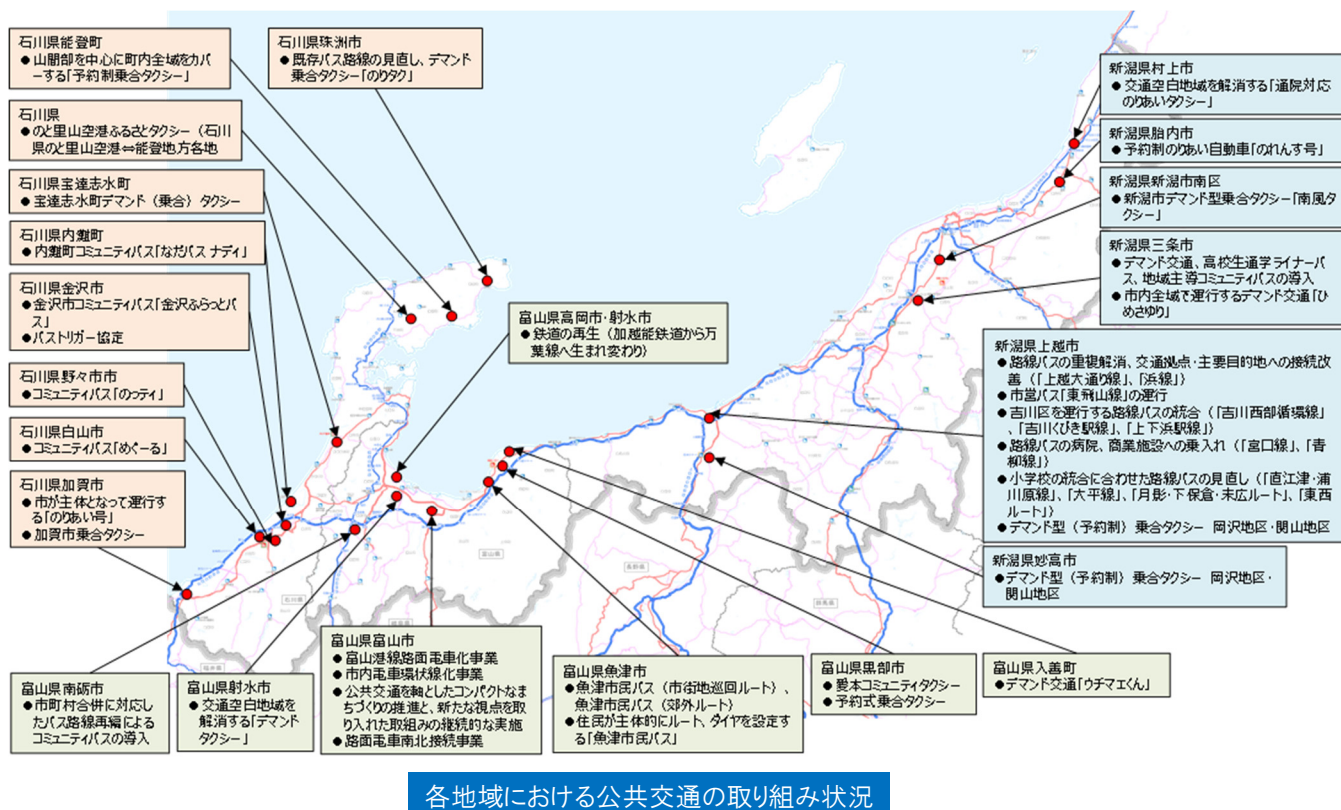 石川県能登町
●山間部を中心に町内全域をカバ
ーする「予約制乗合タクシー」
石川県珠洲市
●既存バス路線の見直し、デマンド
乗合タクシー「のりタク」
石川県
●のと里山空港ふるさとタクシー（石川
県のと里山空港⇔能登地方各地
石川県宝達志水町
●宝達志水町デマンド（乗合）タクシー
石川県内灘町
●内灘町コミュニティバス「なだバス ナディ」
石川県金沢市
●金沢市コミュニティバス「金沢ふらっとバ
ス」
●バストリガー協定
石川県野々市市
●コミュニティバス「のっティ」
石川県白山市
●コミュニティバス「めぐーる」
石川県加賀市
●市が主体となって運行す
る「のりあい号」
●加賀市乗合タクシー
富山県高岡市・射水市
●鉄道の再生（加越能鉄道から万
葉線へ生まれ変わり）
新潟県村上市
●交通空白地域を解消する「通院対応
のりあいタクシー」
新潟県胎内市
●予約制のりあい自動車「のれんす号」
新潟県新潟市南区
●新潟市デマンド型乗合タクシー「南風タ
クシー」
新潟県三条市
●デマンド交通、高校生通学ライナーバ
ス、地域主導コミュニティバスの導入
●市内全域で運行するデマンド交通「ひ
めさゆり」
新潟県上越市
●路線バスの重複解消、交通拠点・主要目的地への接続改
善（「上越大通り線」、「浜線」）
●市営バス「東飛山線」の運行
●吉川区を運行する路線バスの統合（「吉川西部循環線」
、「吉川くびき駅線」、「上下浜駅線」）
●路線バスの病院、商業施設への乗入れ（「宮口線」、「青
柳線」）
●小学校の統合に合わせた路線バスの見直し（「直江津・浦
川原線」、「大平線」、「月影・下保倉・末広ルート」、「東西
ルート」）
●デマンド型（予約制）乗合タクシー 岡沢地区・関山地区
新潟県妙高市
●デマンド型（予約制）乗合タクシー 岡沢地区・
関山地区
富山県南砺市
●市町村合併に対応し
たバス路線再編による
コミュニティバスの導入
富山県射水市
●交通空白地域を
解消する「デマンド
タクシー」
富山県富山市
●富山港線路面電車化事業
●市内電車環状線化事業
●公共交通を軸としたコンパクトなま
ちづくりの推進と、新たな視点を取
り入れた取組みの継続的な実施
●路面電車南北接続事業
富山県魚津市
●魚津市民バス（市街地巡回ルート）、
魚津市民バス（郊外ルート）
●住民が主体的にルート、ダイヤを設定す
る「魚津市民バス」
富山県黒部市
●愛本コミュニティタクシー
●予約式乗合タクシー
富山県入善町
●デマンド交通「ウチマエくん」
石川県
富山県
長野県
群馬県
福井県
各地域における公共交通の取り組み状況